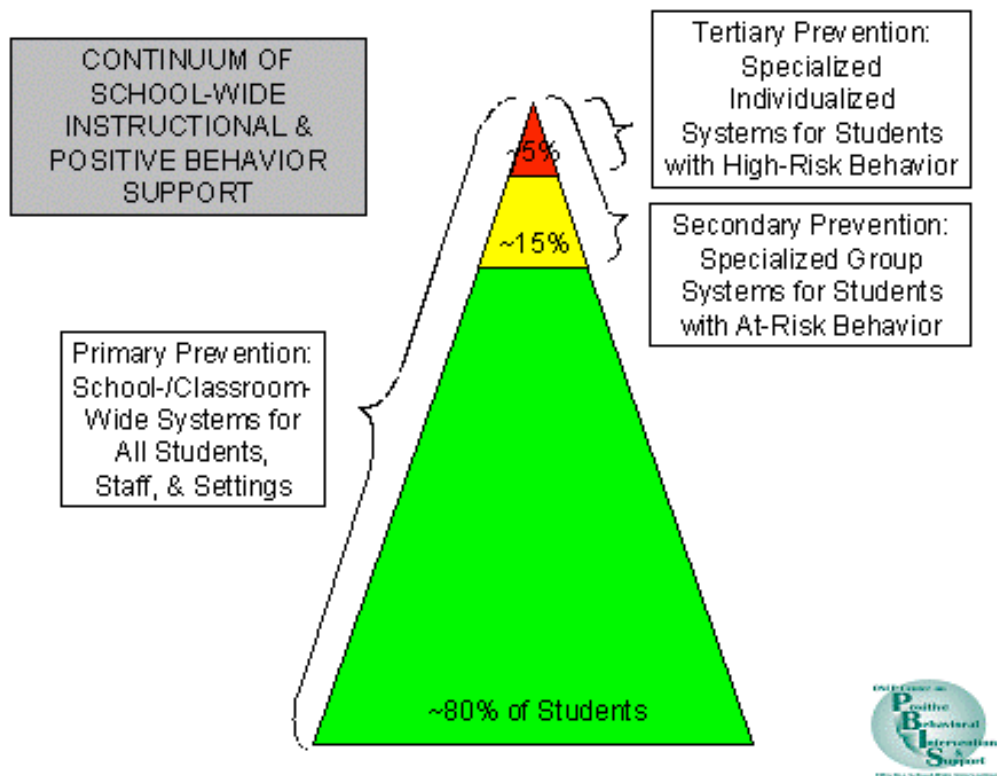 CONTINUUM OF
SCHOOL-WIDE
INSTRUCTIONAL &
POSITIVE BEHAVIOR
SUPPORT
Tertiary Prevention:
Specialized
Individualized
Systems for Students
with High-Risk Behavior
~5%
Secondary Prevention:
Specialized Group
Systems for Students
with At-Risk Behavior
~15%
Primary Prevention:
School-/Classroom-
Wide Systems for
All Students,
Staff, & Settings
~80% of Students
Positive
Behavioral
Intervention
&
Support